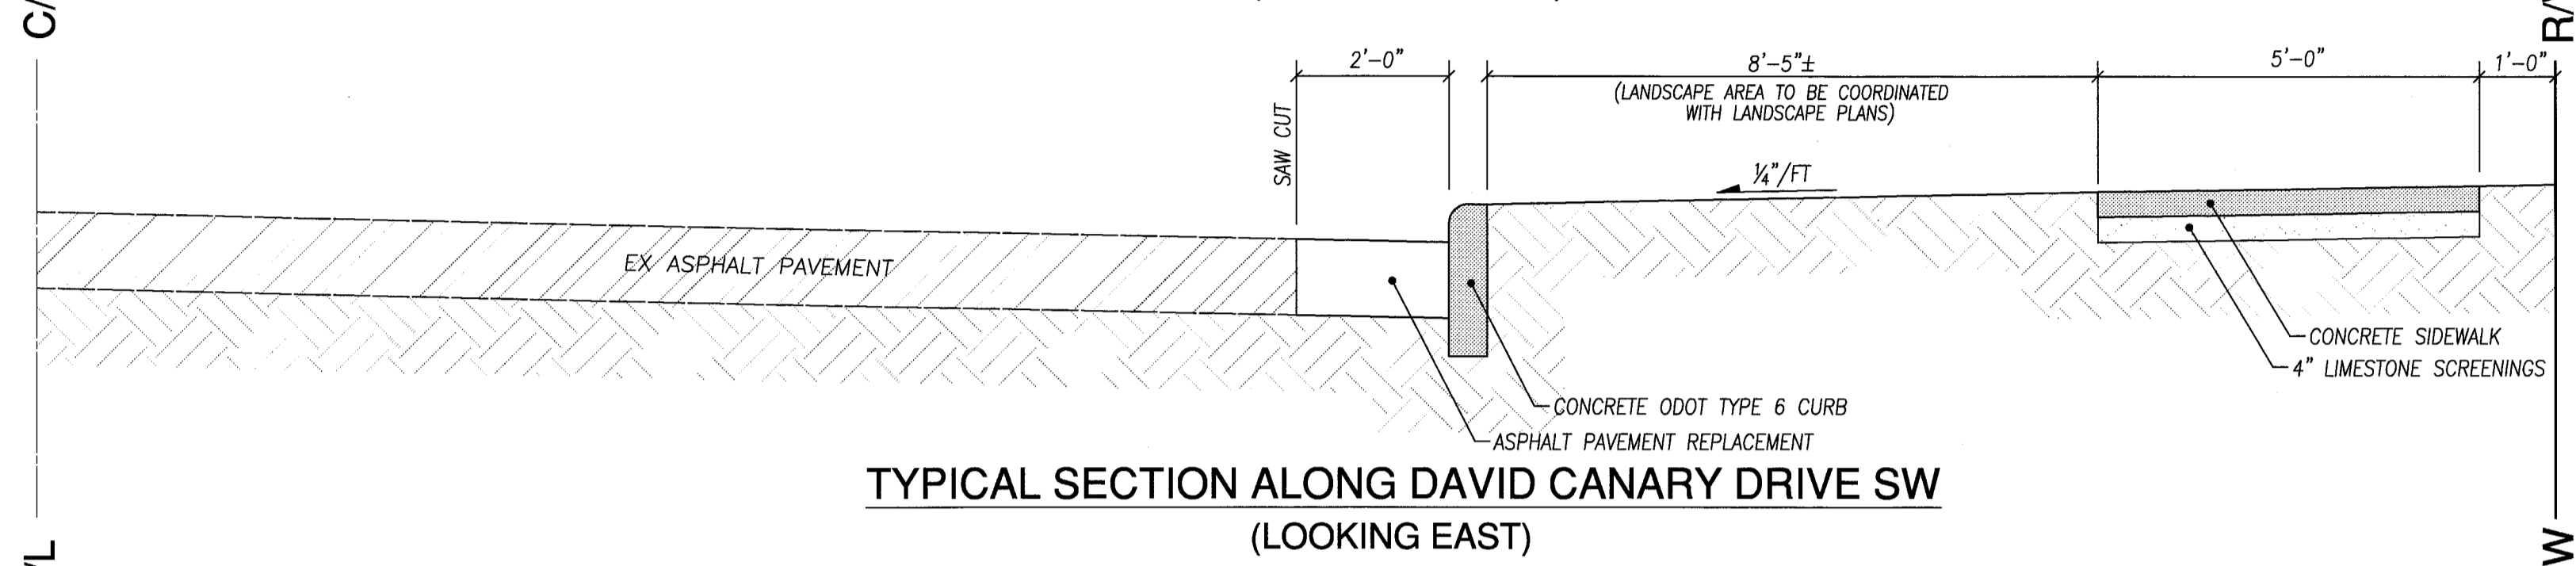 C/
R/
2'-0"
8'-5"±
5'-0"
1'-0"
(LANDSCAPE AREA TO BE COORDINATED
WITH LANDSCAPE PLANS)
SAW CUT
¼"/FT
EX ASPHALT PAVEMENT
CONCRETE SIDEWALK
4" LIMESTONE SCREENINGS
CONCRETE ODOT TYPE 6 CURB
ASPHALT PAVEMENT REPLACEMENT
TYPICAL SECTION ALONG DAVID CANARY DRIVE SW
(LOOKING EAST)
/L
W